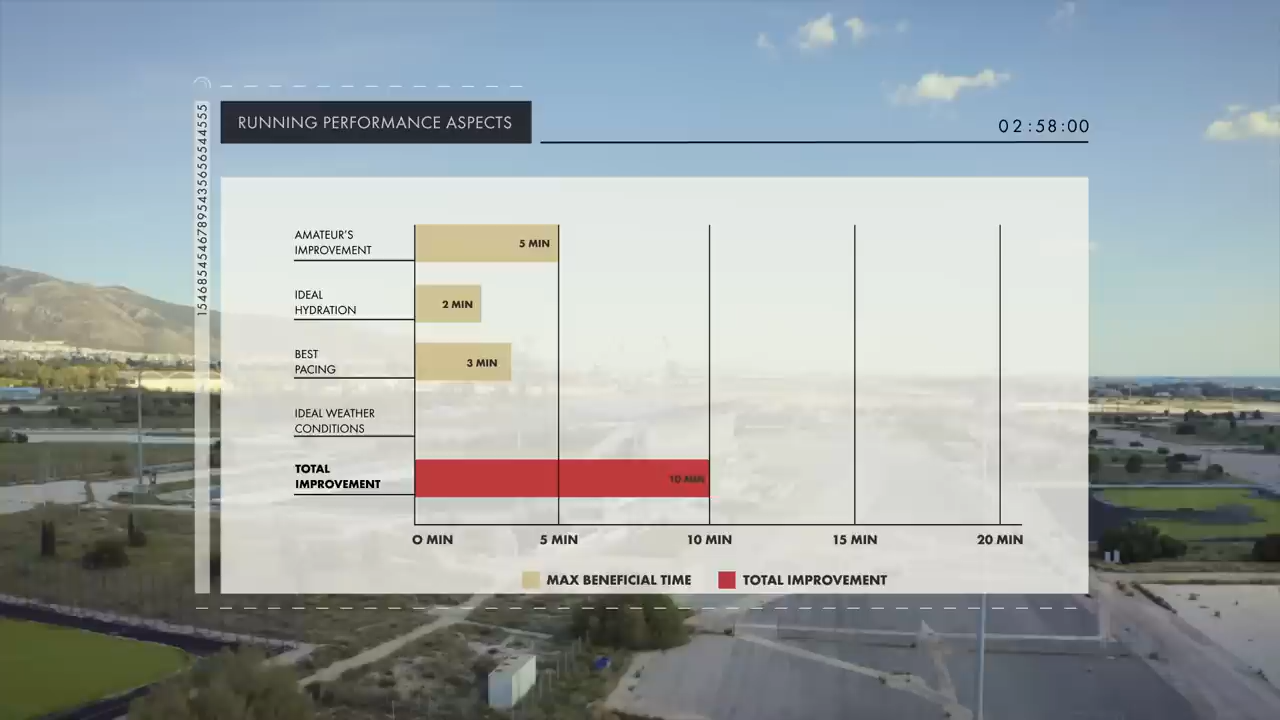 RUNNING PERFORMANCE ASPECTS
02:58:00
AMATEUR'S
IMPROVEMENT
5 MIN
IDEAL
HYDRATION
2 MIN
BEST
PACING
3 MIN
IDEAL WEATHER
CONDITIONS
TOTAL
IMPROVEMENT
10 MIN
0 MIN 5 MIN 10 MIN 15 MIN 20 MIN
MAX BENEFICIAL TIME TOTAL IMPROVEMENT